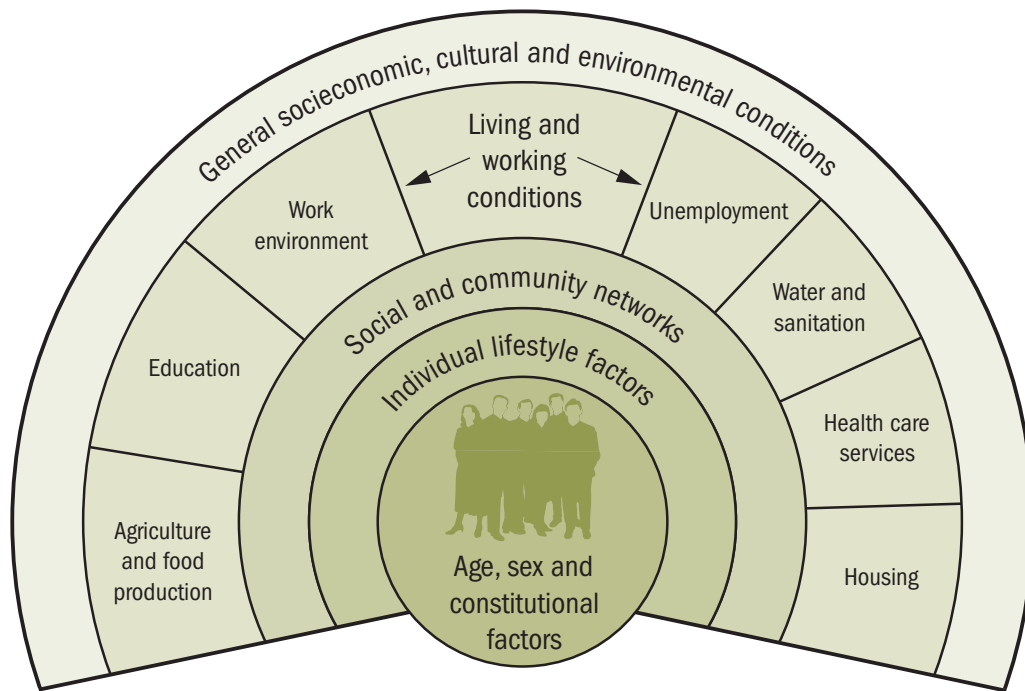 General socieconomic, cultural and environmental conditions
Living and
working
conditions
Work
environment
Unemployment
Education
Water and
sanitation
Agriculture
and food
production
Health care
services
Housing
Social and community networks
Individual lifestyle factors
Age, sex and
constitutional
factors